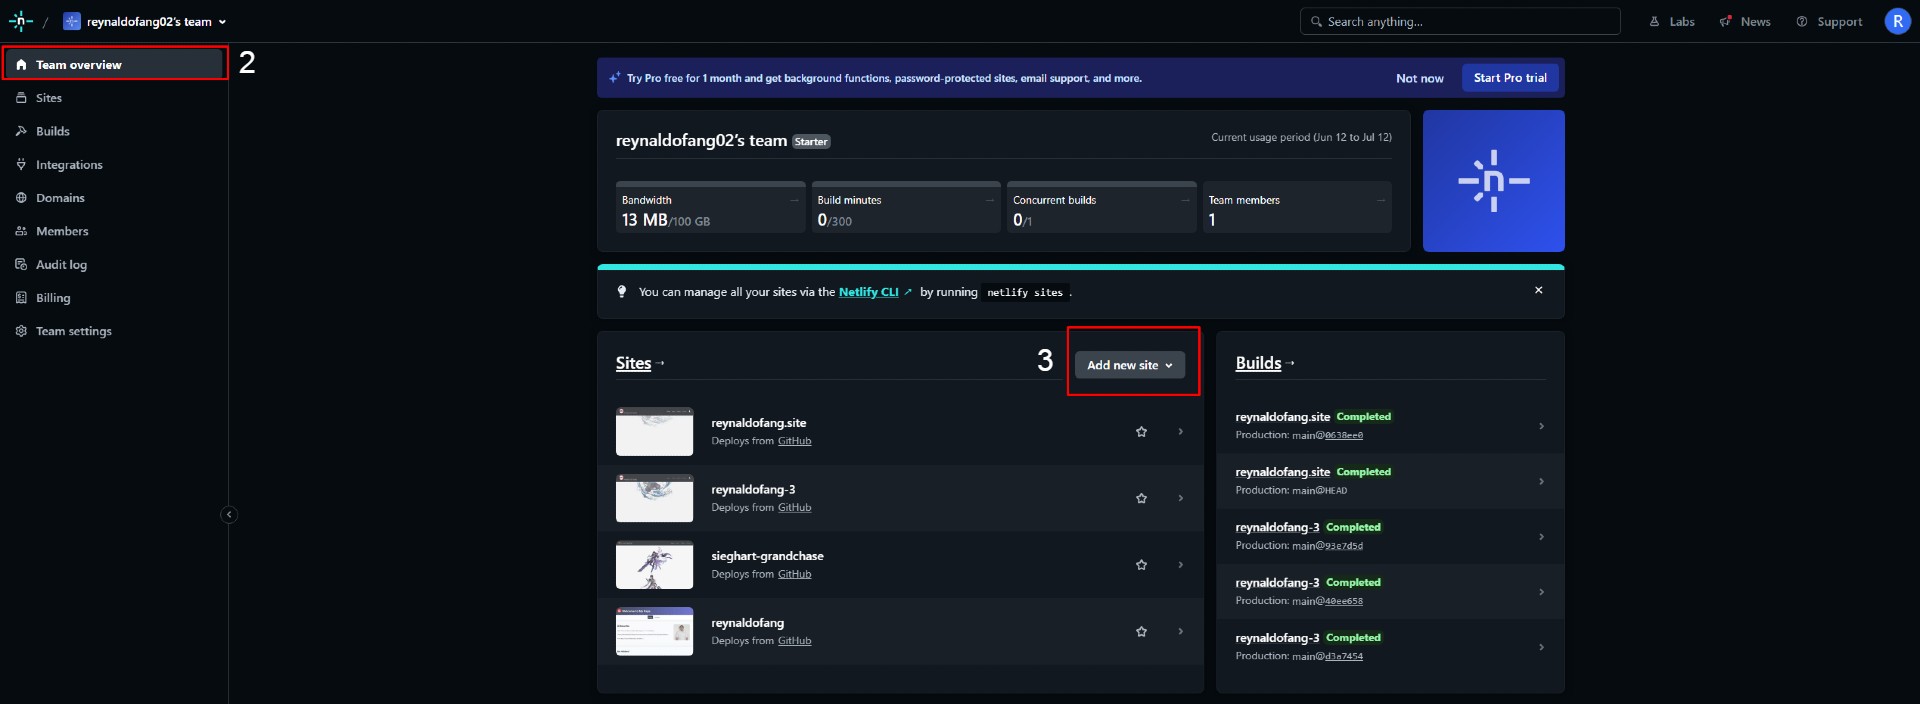 / reynaldofang02's team
Search anything...
Labs
News
Support
R
Team overview
2
Sites
Builds
Integrations
Domains
Members
Audit log
Billing
Team settings
Try Pro free for 1 month and get background functions, password-protected sites, email support, and more.
Not now
Start Pro trial
reynaldofang02's team Starter
Current usage period (Jun 12 to Jul 12)
Bandwidth →
13 MB/100 GB
Build minutes →
0/300
Concurrent builds →
0/1
Team members →
1
n
You can manage all your sites via the Netlify CLI ↗ by running netlify sites .
Sites →
3
Add new site
reynaldofang.site
Deploys from GitHub
reynaldofang-3
Deploys from GitHub
sieghart-grandchase
Deploys from GitHub
reynaldofang
Deploys from GitHub
Builds →
reynaldofang.site Completed
Production: main@0638ee0
reynaldofang.site Completed
Production: main@HEAD
reynaldofang-3 Completed
Production: main@93e7d5d
reynaldofang-3 Completed
Production: main@40ee658
reynaldofang-3 Completed
Production: main@d3a7454